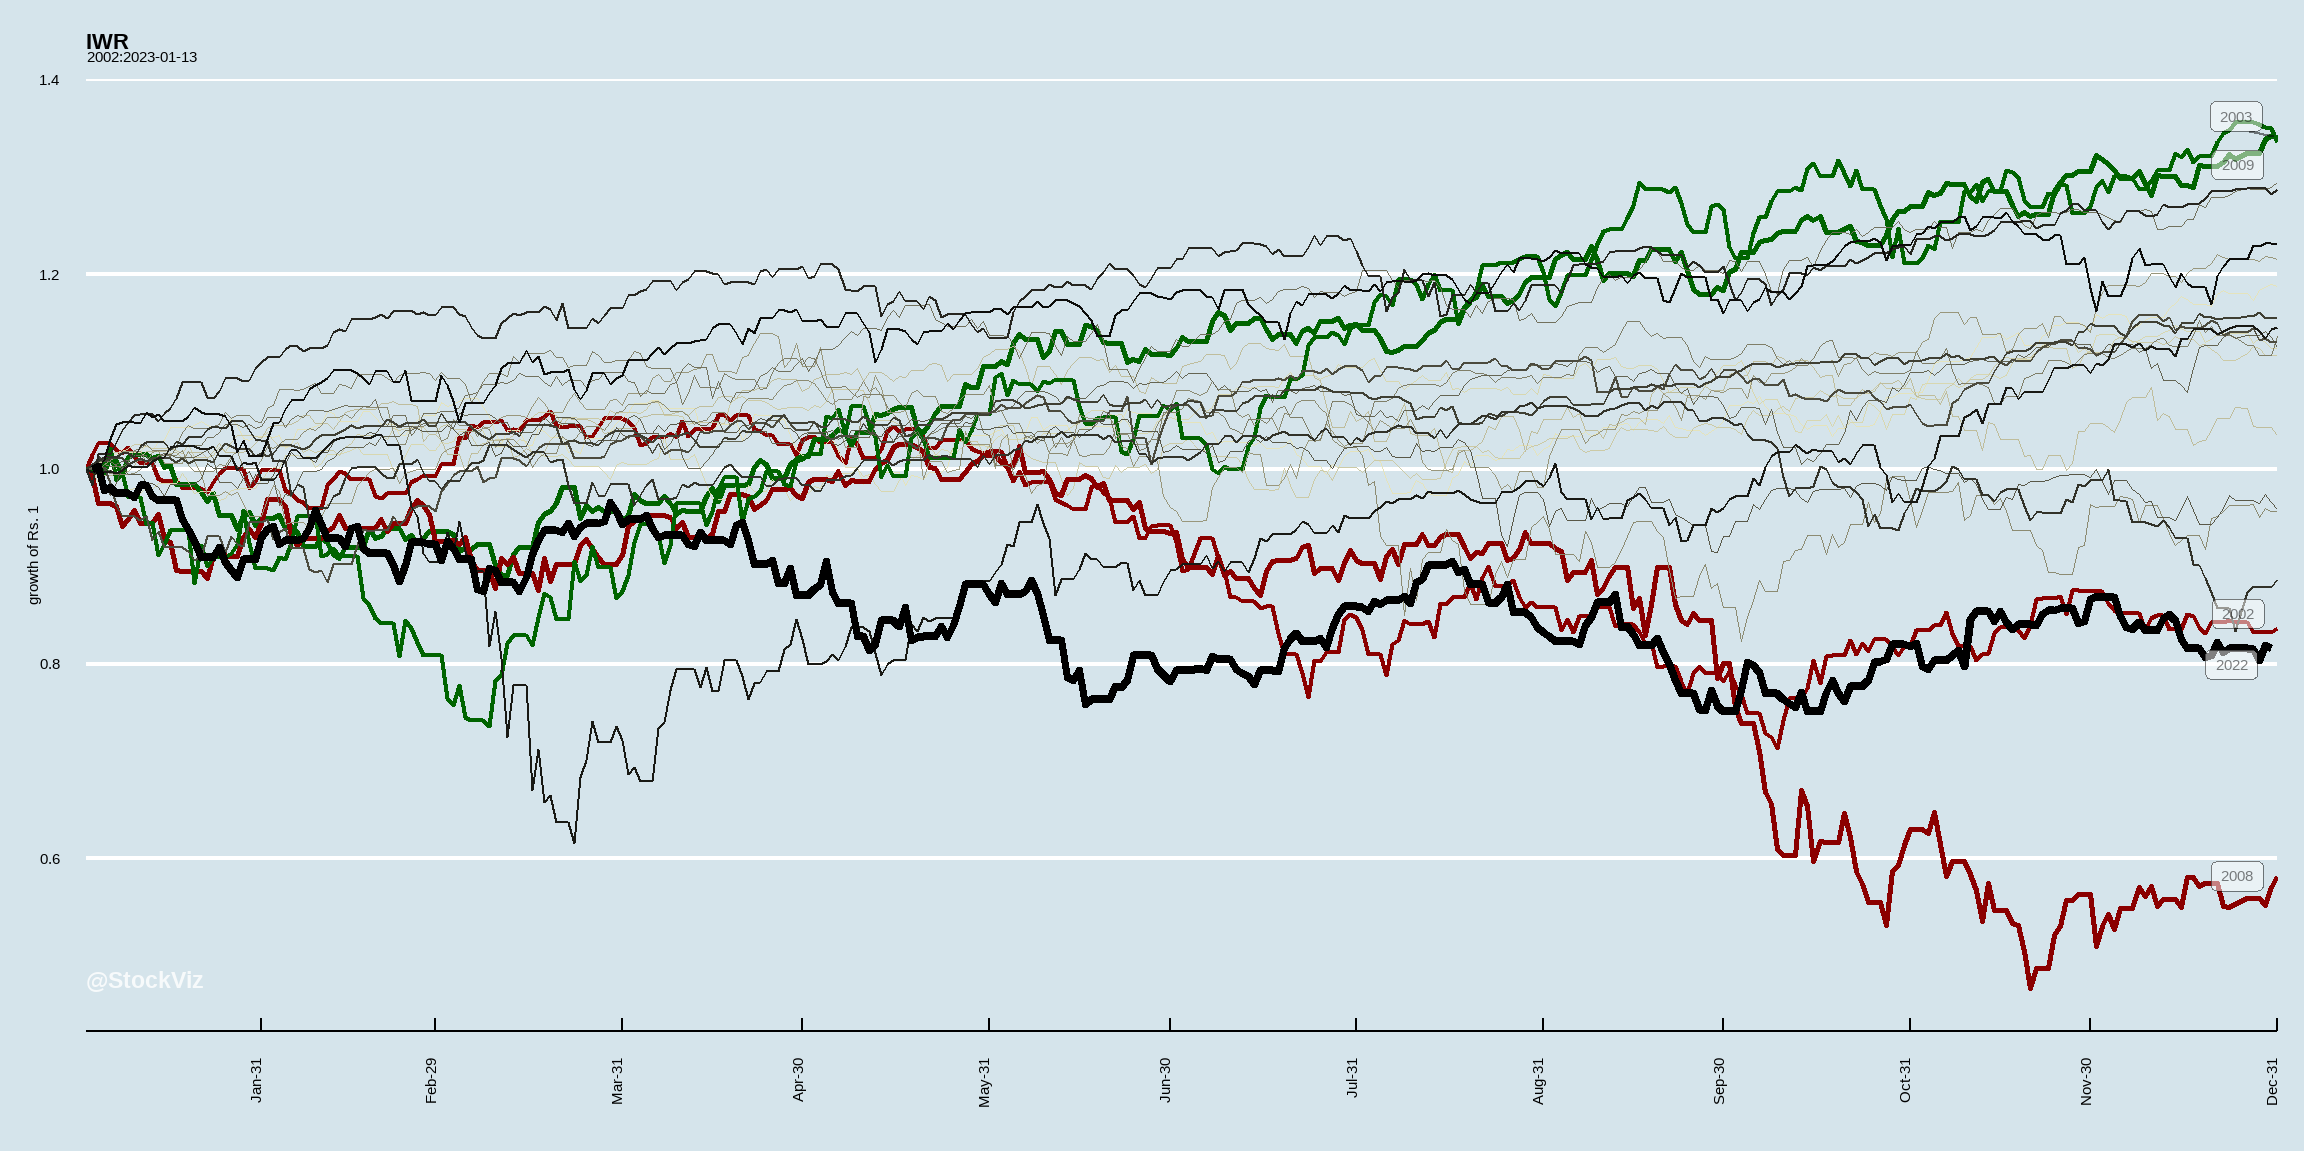 IWR
2002:2023-01-13
1.4
1.2
1.0
0.8
0.6
growth of Rs. 1
2003
2009
2002
2022
2008
@StockViz
Jan-31
Feb-29
Mar-31
Apr-30
May-31
Jun-30
Jul-31
Aug-31
Sep-30
Oct-31
Nov-30
Dec-31